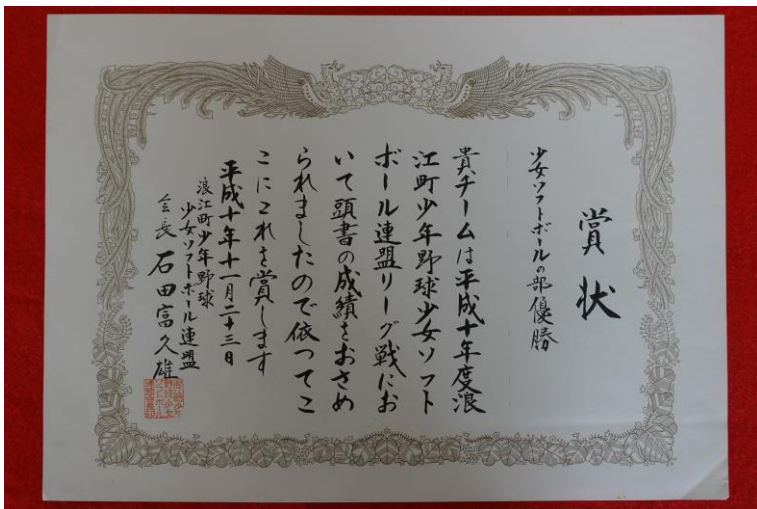 賞状
少女ソフトボールの部優勝
貴チームは平成十年度浪
江町少年野球少女ソフト
ボール連盟リーグ戦にお
いて頭書の成績をおさめ
られましたので依つてこ
こにこれを賞します
平成十年十一月二十三日
浪江町少年野球
少女ソフトボール連盟
会長 石田富久雄